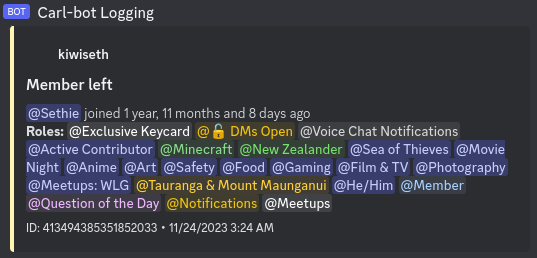 BOT Carl-bot Logging
kiwiseth
Member left
@Sethie joined 1 year, 11 months and 8 days ago
Roles: @Exclusive Keycard @🔓 DMs Open @Voice Chat Notifications
@Active Contributor @Minecraft @New Zealander @Sea of Thieves @Movie
Night @Anime @Art @Safety @Food @Gaming @Film & TV @Photography
@Meetups: WLG @Tauranga & Mount Maunganui @He/Him @Member
@Question of the Day @Notifications @Meetups
ID: 413494385351852033 • 11/24/2023 3:24 AM